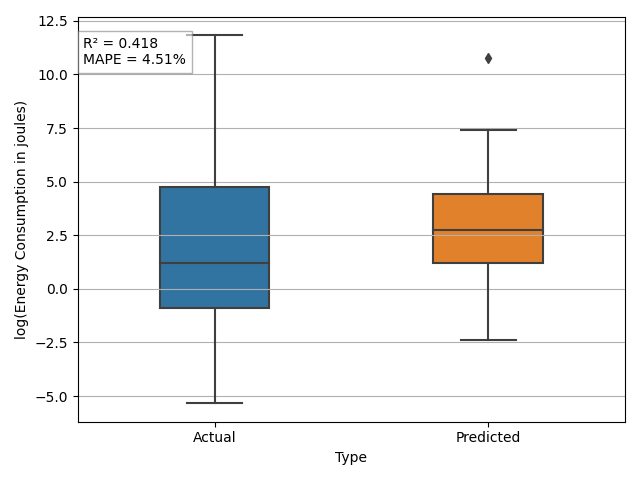 12.5
R² = 0.418
MAPE = 4.51%
10.0
7.5
5.0
2.5
0.0
−2.5
−5.0
log(Energy Consumption in joules)
Actual
Predicted
Type